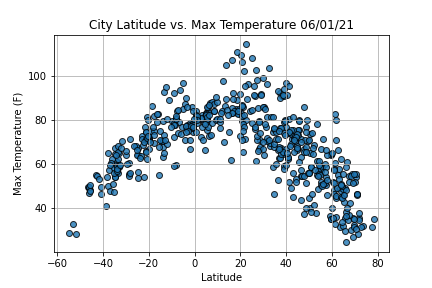 City Latitude vs. Max Temperature 06/01/21
Max Temperature (F)
100
80
60
40
−60 −40 −20 0 20 40 60 80
Latitude